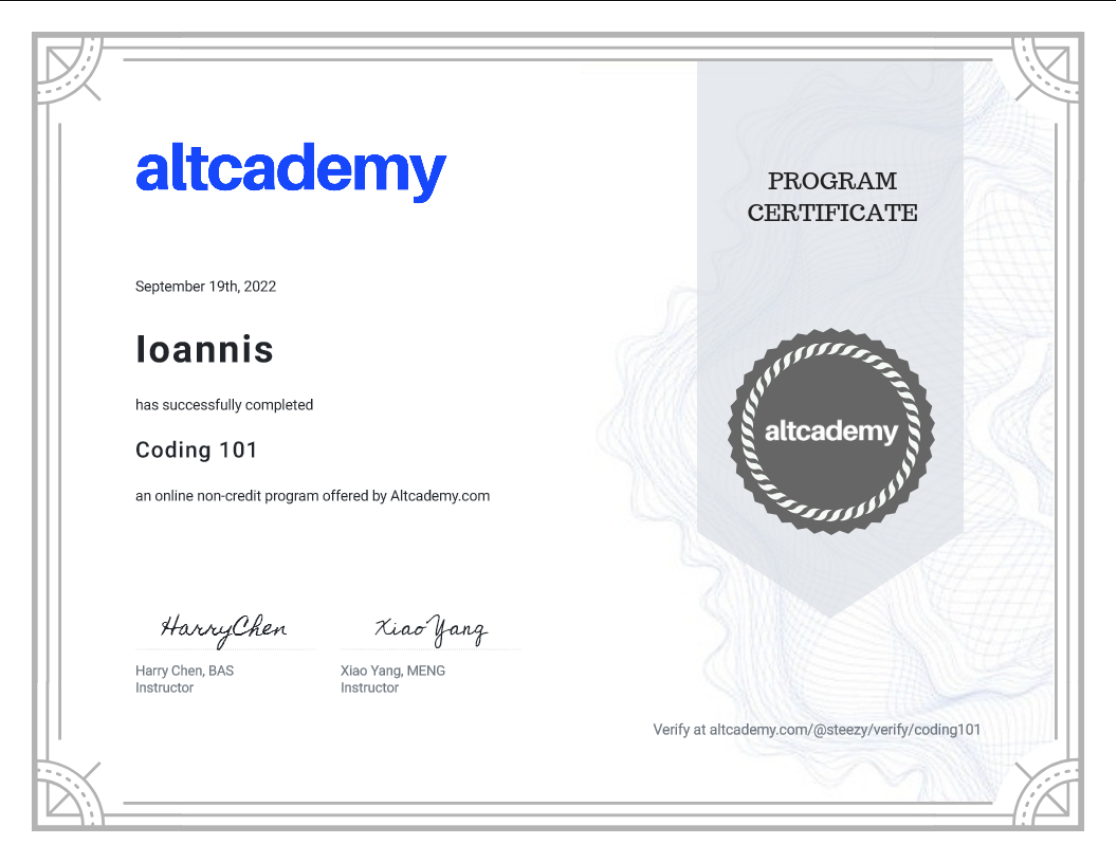 altcademy
PROGRAM
CERTIFICATE
September 19th, 2022
Ioannis
has successfully completed
Coding 101
an online non-credit program offered by Altcademy.com
altcademy
HarryChen
Xiao Yang
Harry Chen, BAS
Instructor
Xiao Yang, MENG
Instructor
Verify at altcademy.com/@steezy/verify/coding101